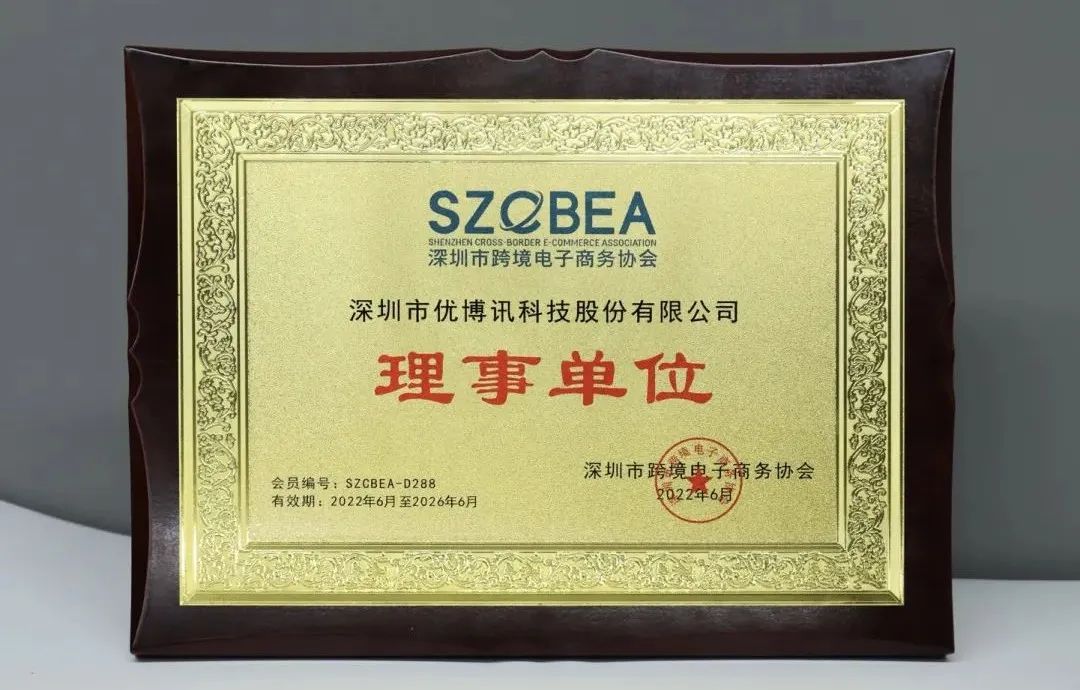 SZCBEA
SHENZHEN CROSS-BORDER E-COMMERCE ASSOCIATION
深圳市跨境电子商务协会
深圳市优博讯科技股份有限公司
理事单位
会员编号：SZCBEA-D288
有效期：2022年6月至2026年6月
深圳市跨境电子商务协会
2022年6月